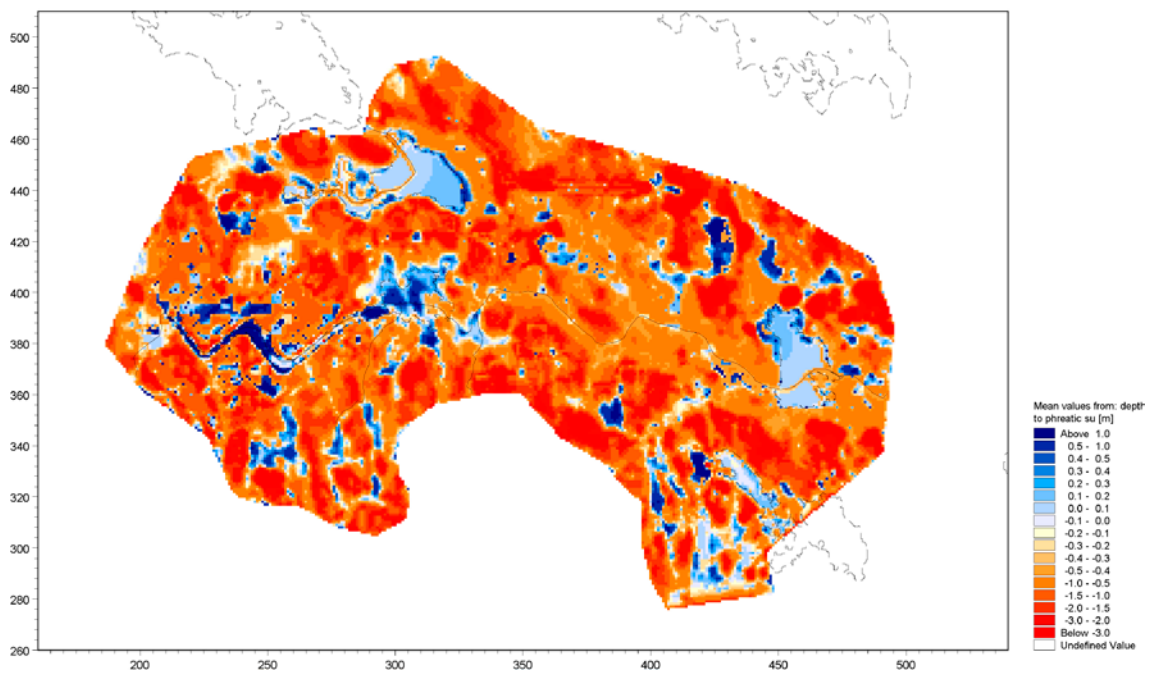 500
480
460
440
420
400
380
360
340
320
300
280
260
200
250
300
350
400
450
500
Mean values from: depth
to phreatic su [m]
Above 1.0
0.5 - 1.0
0.4 - 0.5
0.3 - 0.4
0.2 - 0.3
0.1 - 0.2
0.0 - 0.1
-0.1 - 0.0
-0.2 - -0.1
-0.3 - -0.2
-0.4 - -0.3
-0.5 - -0.4
-1.0 - -0.5
-1.5 - -1.0
-2.0 - -1.5
-3.0 - -2.0
Below -3.0
Undefined Value